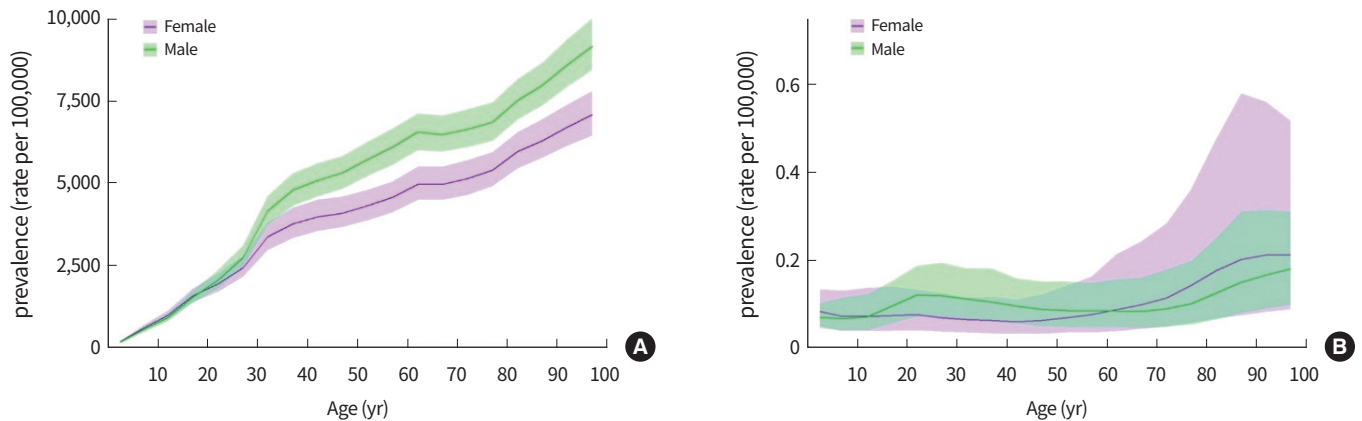 prevalence (rate per 100,000)
10,000
7,500
5,000
2,500
0
Female
Male
10 20 30 40 50 60 70 80 90 100
Age (yr)
A
prevalence (rate per 100,000)
0.6
0.4
0.2
0
Female
Male
10 20 30 40 50 60 70 80 90 100
Age (yr)
B